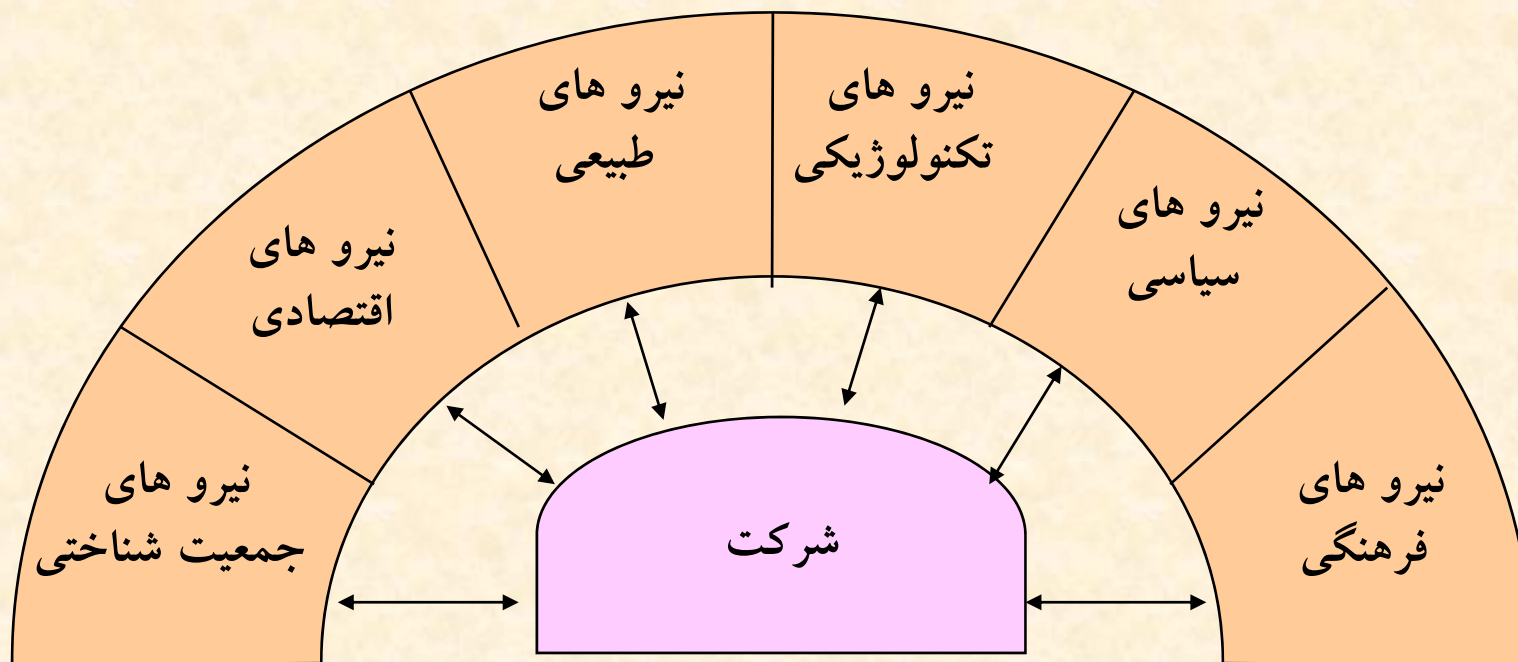 نیرو های
تکنولوژیکی
نیرو های
طبیعی
نیرو های
سیاسی
نیرو های
اقتصادی
نیرو های
فرهنگی
نیرو های
جمعیت شناختی
شرکت